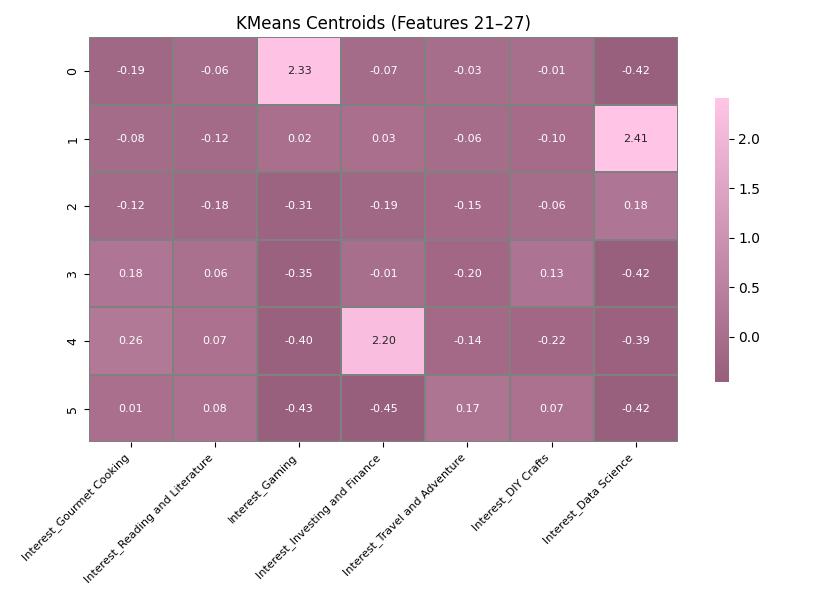 KMeans Centroids (Features 21–27)
0 -0.19 -0.06 2.33 -0.07 -0.03 -0.01 -0.42
1 -0.08 -0.12 0.02 0.03 -0.06 -0.10 2.41
2 -0.12 -0.18 -0.31 -0.19 -0.15 -0.06 0.18
3 0.18 0.06 -0.35 -0.01 -0.20 0.13 -0.42
4 0.26 0.07 -0.40 2.20 -0.14 -0.22 -0.39
5 0.01 0.08 -0.43 -0.45 0.17 0.07 -0.42
Interest_Gourmet Cooking
Interest_Reading and Literature
Interest_Gaming
Interest_Investing and Finance
Interest_Travel and Adventure
Interest_DIY Crafts
Interest_Data Science
2.0
1.5
1.0
0.5
0.0